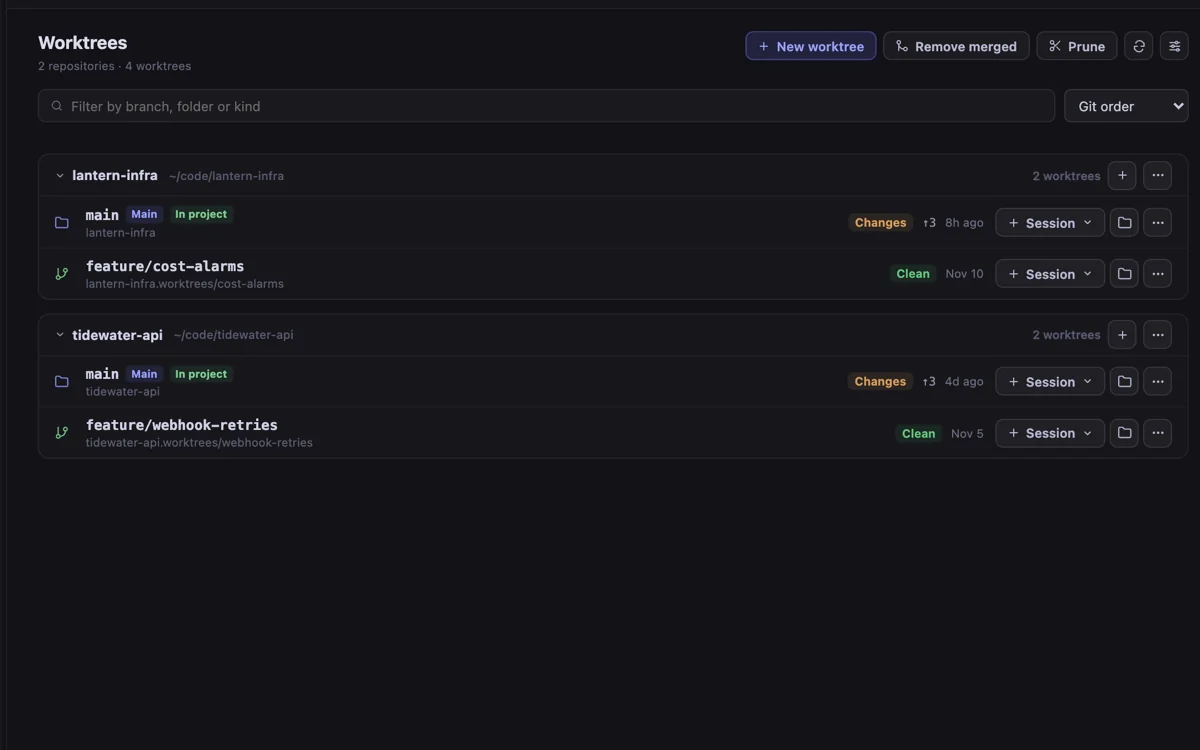 Worktrees
2 repositories · 4 worktrees
+ New worktree
Remove merged
Prune
Filter by branch, folder or kind
Git order
lantern-infra ~/code/lantern-infra 2 worktrees + ···
main Main In project Changes ↑3 8h ago + Session ···
lantern-infra
feature/cost-alarms Clean Nov 10 + Session ···
lantern-infra.worktrees/cost-alarms
tidewater-api ~/code/tidewater-api 2 worktrees + ···
main Main In project Changes ↑3 4d ago + Session ···
tidewater-api
feature/webhook-retries Clean Nov 5 + Session ···
tidewater-api.worktrees/webhook-retries